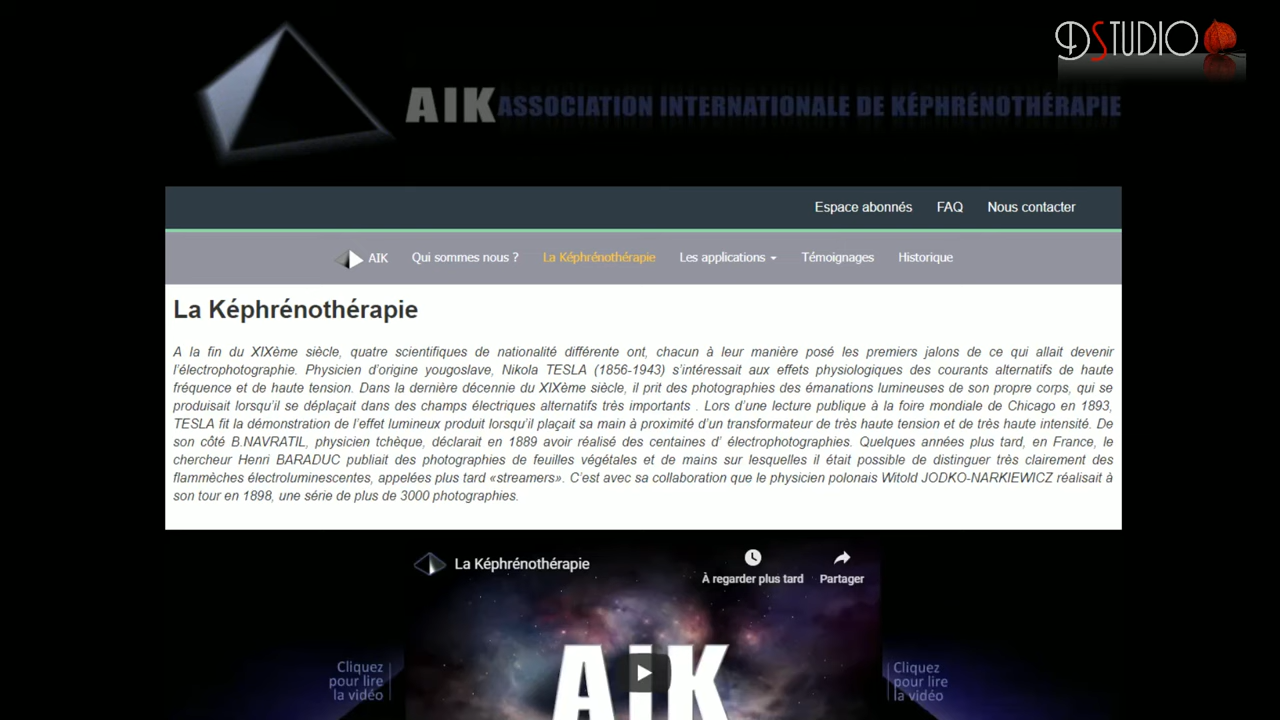 DSTUDIO
AIK ASSOCIATION INTERNATIONALE DE KÉPHRÉNOTHÉRAPIE
Espace abonnés FAQ Nous contacter
AIK Qui sommes nous ? La Képhrénothérapie Les applications Témoignages Historique
La Képhrénothérapie
A la fin du XIXème siècle, quatre scientifiques de nationalité différente ont, chacun à leur manière posé les premiers jalons de ce qui allait devenir
l'électrophotographie. Physicien d'origine yougoslave, Nikola TESLA (1856-1943) s'intéressait aux effets physiologiques des courants alternatifs de haute
fréquence et de haute tension. Dans la dernière décennie du XIXème siècle, il prit des photographies des émanations lumineuses de son propre corps, qui se
produisait lorsqu'il se déplaçait dans des champs électriques alternatifs très importants . Lors d'une lecture publique à la foire mondiale de Chicago en 1893,
TESLA fit la démonstration de l'effet lumineux produit lorsqu'il plaçait sa main à proximité d'un transformateur de très haute tension et de très haute intensité. De
son côté B.NAVRATIL, physicien tchèque, déclarait en 1889 avoir réalisé des centaines d' électrophotographies. Quelques années plus tard, en France, le
chercheur Henri BARADUC publiait des photographies de feuilles végétales et de mains sur lesquelles il était possible de distinguer très clairement des
flammèches électroluminescentes, appelées plus tard «streamers». C'est avec sa collaboration que le physicien polonais Witold JODKO-NARKIEWICZ réalisait à
son tour en 1898, une série de plus de 3000 photographies.
La Képhrénothérapie
À regarder plus tard Partager
AiK
Cliquez
pour lire
la vidéo
Cliquez
pour lire
la vidéo